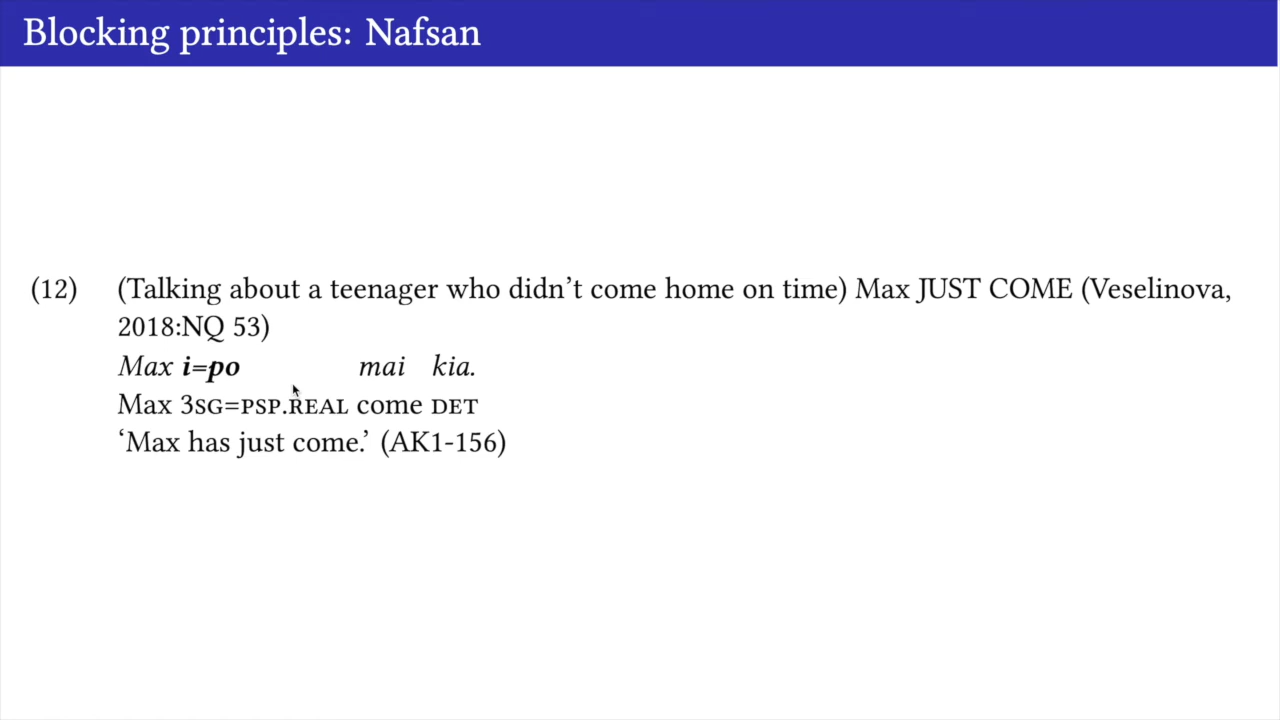 Blocking principles: Nafsan
(12) (Talking about a teenager who didn't come home on time) Max JUST COME (Veselinova,
2018:NQ 53)
Max i=po mai kia.
Max 3SG=PSP.REAL come DET
‘Max has just come.’ (AK1-156)